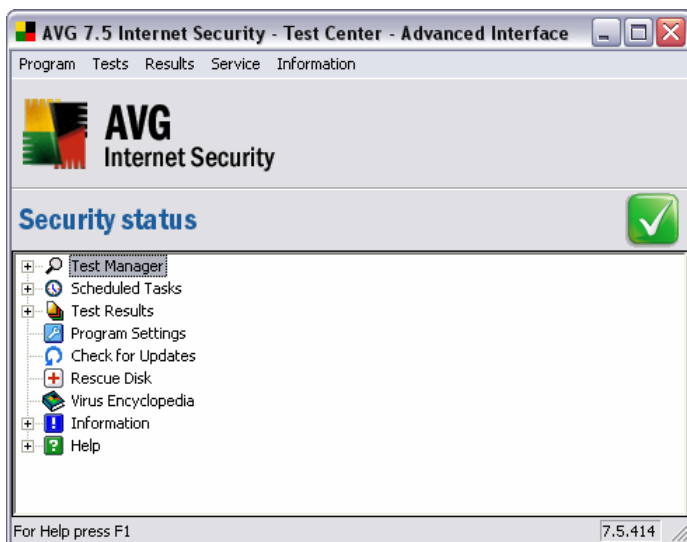 AVG 7.5 Internet Security - Test Center - Advanced Interface
Program Tests Results Service Information
AVG
Internet Security
Security status
Test Manager
Scheduled Tasks
Test Results
Program Settings
Check for Updates
Rescue Disk
Virus Encyclopedia
Information
Help
For Help press F1 7.5.414